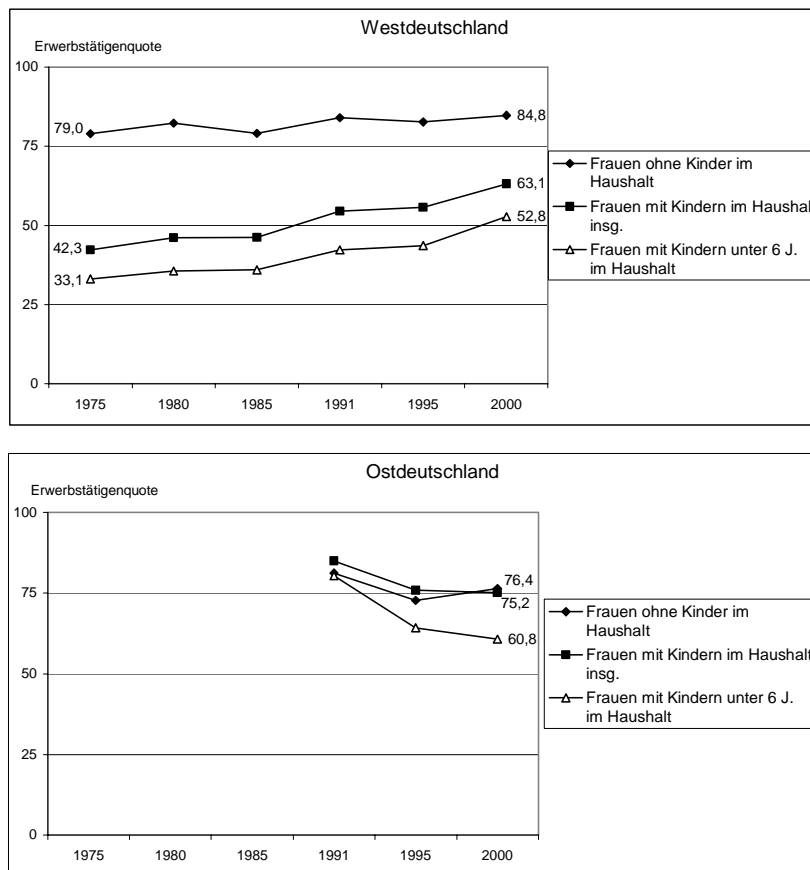 Westdeutschland
Erwerbstätigenquote
100
75
50
25
0
79,0
42,3
33,1
84,8
63,1
52,8
1975 1980 1985 1991 1995 2000
Frauen ohne Kinder im
Haushalt
Frauen mit Kindern im Haushalt
insg.
Frauen mit Kindern unter 6 J.
im Haushalt
Ostdeutschland
Erwerbstätigenquote
100
75
50
25
0
76,4
75,2
60,8
1975 1980 1985 1991 1995 2000
Frauen ohne Kinder im
Haushalt
Frauen mit Kindern im Haushalt
insg.
Frauen mit Kindern unter 6 J.
im Haushalt